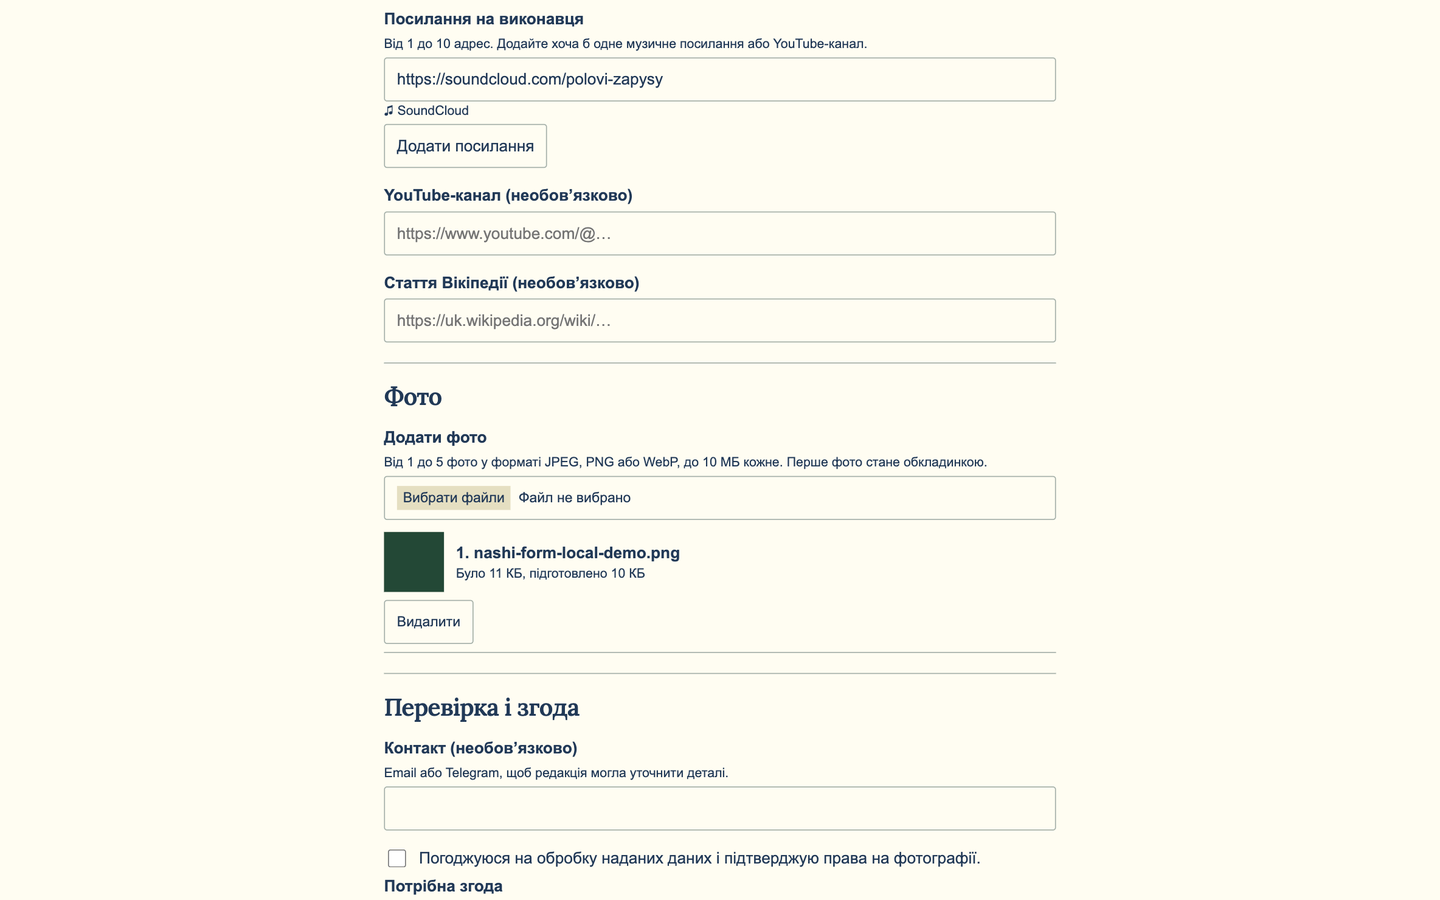 Посилання на виконавця
Від 1 до 10 адрес. Додайте хоча б одне музичне посилання або YouTube-канал.
https://soundcloud.com/polovi-zapysy
♫ SoundCloud
Додати посилання
YouTube-канал (необов’язково)
https://www.youtube.com/@…
Стаття Вікіпедії (необов’язково)
https://uk.wikipedia.org/wiki/…
Фото
Додати фото
Від 1 до 5 фото у форматі JPEG, PNG або WebP, до 10 МБ кожне. Перше фото стане обкладинкою.
Вибрати файли Файл не вибрано
1. nashi-form-local-demo.png
Було 11 КБ, підготовлено 10 КБ
Видалити
Перевірка і згода
Контакт (необов’язково)
Email або Telegram, щоб редакція могла уточнити деталі.
Погоджуюся на обробку наданих даних і підтверджую права на фотографії.
Потрібна згода